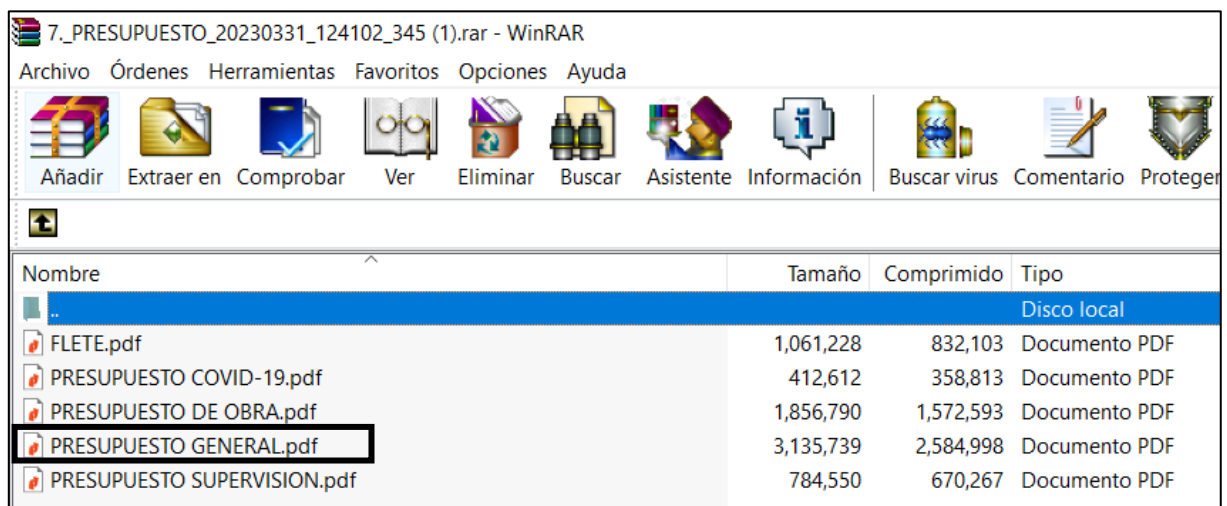 7._PRESUPUESTO_20230331_124102_345 (1).rar - WinRAR
Archivo Órdenes Herramientas Favoritos Opciones Ayuda
Añadir Extraer en Comprobar Ver Eliminar Buscar Asistente Información Buscar virus Comentario Proteger
Nombre Tamaño Comprimido Tipo
.. Disco local
FLETE.pdf 1,061,228 832,103 Documento PDF
PRESUPUESTO COVID-19.pdf 412,612 358,813 Documento PDF
PRESUPUESTO DE OBRA.pdf 1,856,790 1,572,593 Documento PDF
PRESUPUESTO GENERAL.pdf 3,135,739 2,584,998 Documento PDF
PRESUPUESTO SUPERVISION.pdf 784,550 670,267 Documento PDF